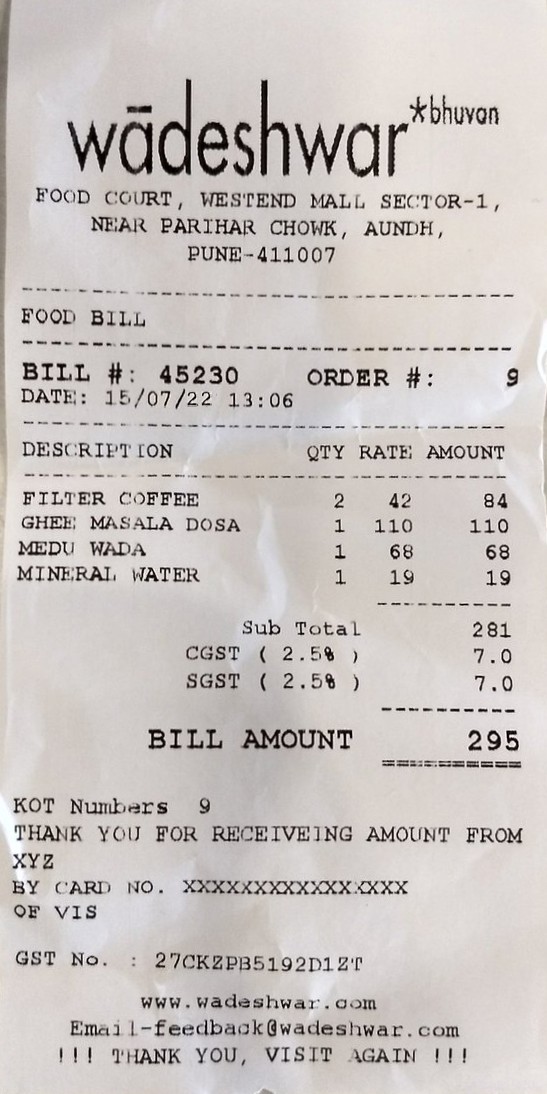 wādeshwar *bhuvan
FOOD COURT, WESTEND MALL SECTOR-1,
NEAR PARIHAR CHOWK, AUNDH,
PUNE-411007
FOOD BILL
BILL #: 45230 ORDER #: 9
DATE: 15/07/22 13:06
DESCRIPTION QTY RATE AMOUNT
FILTER COFFEE 2 42 84
GHEE MASALA DOSA 1 110 110
MEDU WADA 1 68 68
MINERAL WATER 1 19 19
Sub Total 281
CGST ( 2.5% ) 7.0
SGST ( 2.5% ) 7.0
BILL AMOUNT 295
KOT Numbers 9
THANK YOU FOR RECEIVEING AMOUNT FROM
XYZ
BY CARD NO. XXXXXXXXXXXXXXXX
OF VIS
GST No. : 27CKZPB5192D1ZT
www.wadeshwar.com
Email-feedback@wadeshwar.com
!!! THANK YOU, VISIT AGAIN !!!